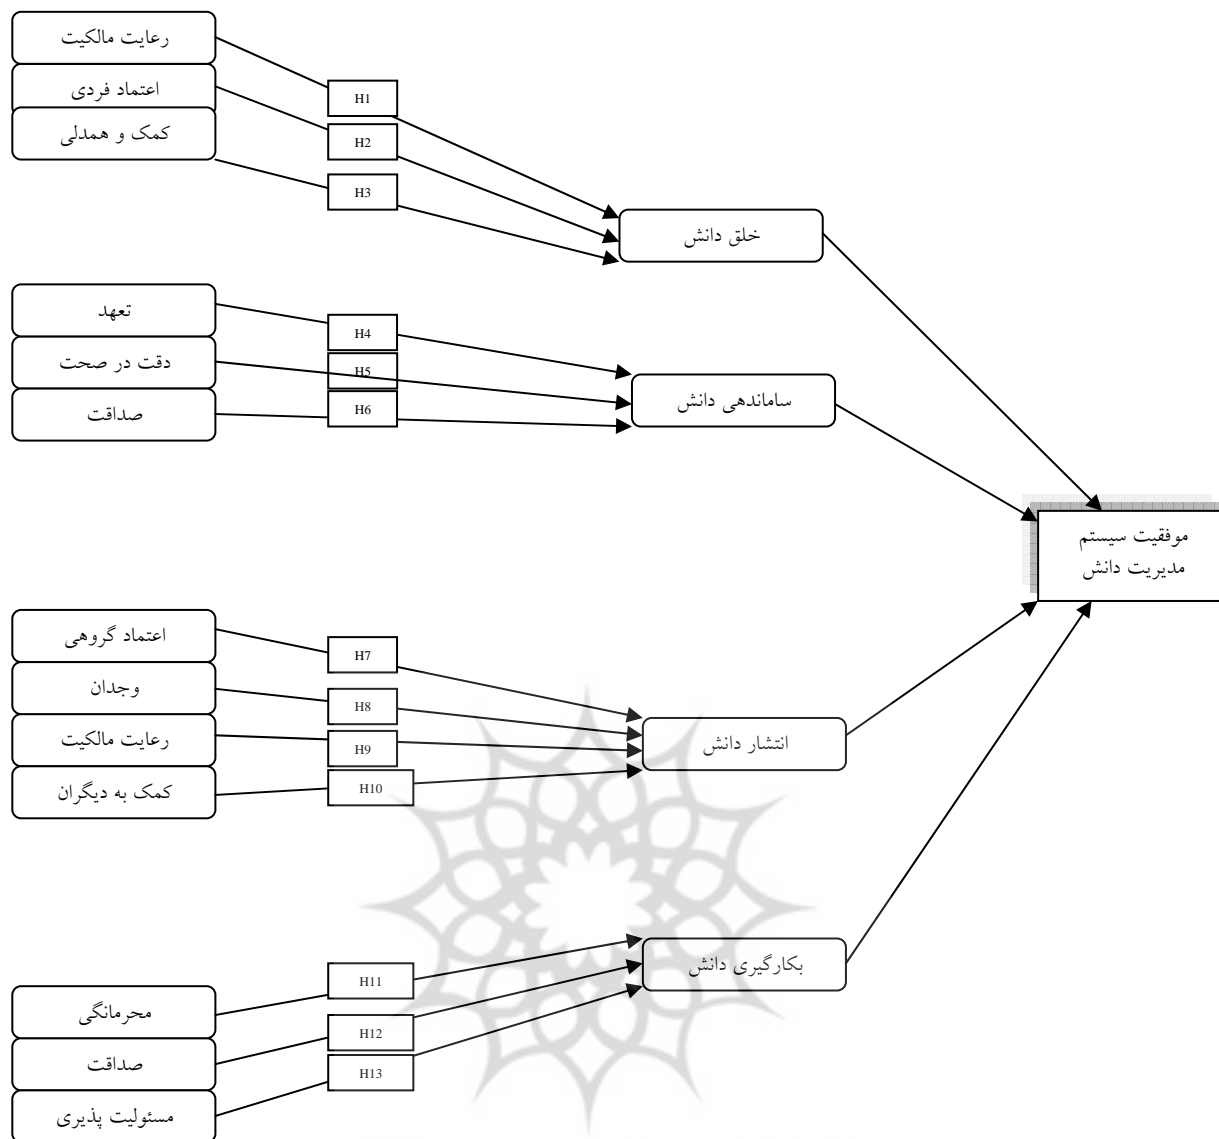 رعایت مالکیت
اعتماد فردی
کمک و همدلی
H1
H2
H3
خلق دانش
تعهد
دقت در صحت
صداقت
H4
H5
H6
ساماندهی دانش
موفقیت سیستم
مدیریت دانش
اعتماد گروهی
وجدان
رعایت مالکیت
کمک به دیگران
H7
H8
H9
H10
انتشار دانش
محرمانگی
صداقت
مسئولیت پذیری
H11
H12
H13
بکارگیری دانش